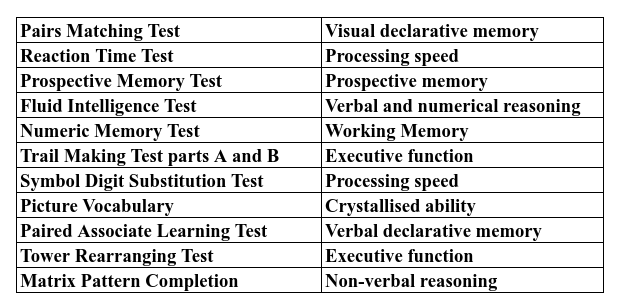 Pairs Matching Test Visual declarative memory
Reaction Time Test Processing speed
Prospective Memory Test Prospective memory
Fluid Intelligence Test Verbal and numerical reasoning
Numeric Memory Test Working Memory
Trail Making Test parts A and B Executive function
Symbol Digit Substitution Test Processing speed
Picture Vocabulary Crystallised ability
Paired Associate Learning Test Verbal declarative memory
Tower Rearranging Test Executive function
Matrix Pattern Completion Non-verbal reasoning